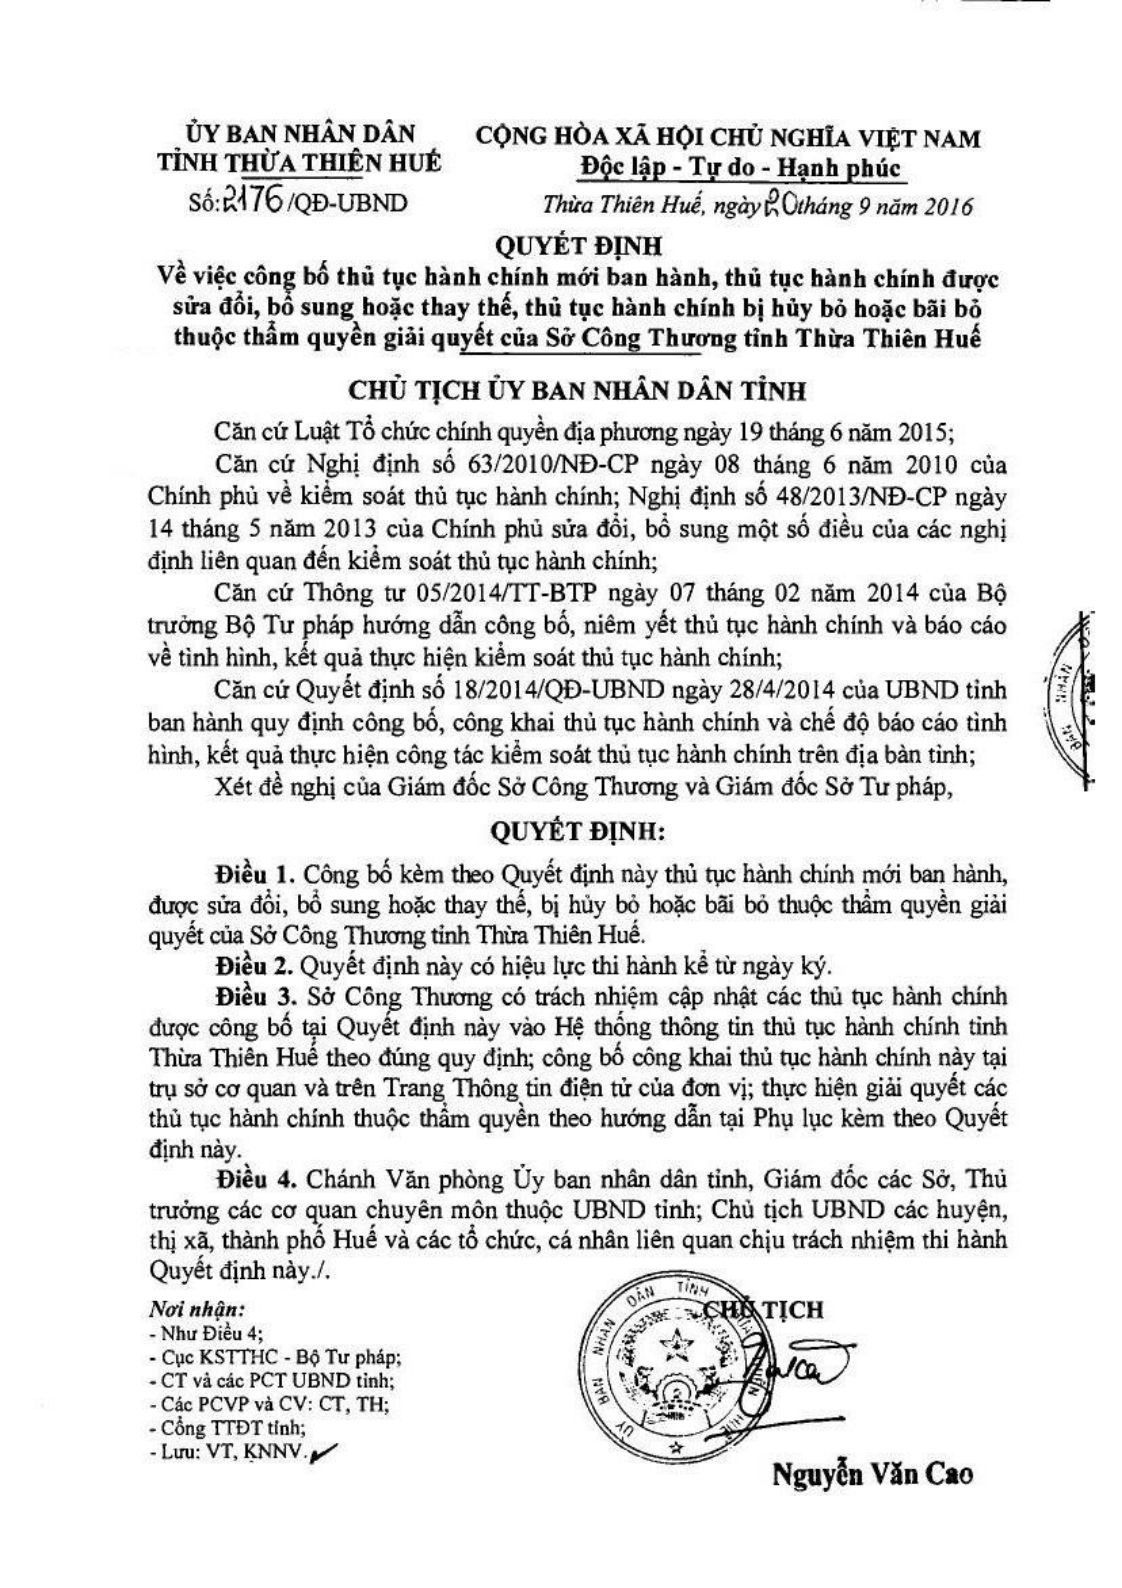 ỦY BAN NHÂN DÂN
TỈNH THỪA THIÊN HUẾ
Số: 2176/QĐ-UBND
CỘNG HÒA XÃ HỘI CHỦ NGHĨA VIỆT NAM
Độc lập - Tự do - Hạnh phúc
Thừa Thiên Huế, ngày 20 tháng 9 năm 2016
QUYẾT ĐỊNH
Về việc công bố thủ tục hành chính mới ban hành, thủ tục hành chính được
sửa đổi, bổ sung hoặc thay thế, thủ tục hành chính bị hủy bỏ hoặc bãi bỏ
thuộc thẩm quyền giải quyết của Sở Công Thương tỉnh Thừa Thiên Huế
CHỦ TỊCH ỦY BAN NHÂN DÂN TỈNH
Căn cứ Luật Tổ chức chính quyền địa phương ngày 19 tháng 6 năm 2015;
Căn cứ Nghị định số 63/2010/NĐ-CP ngày 08 tháng 6 năm 2010 của
Chính phủ về kiểm soát thủ tục hành chính; Nghị định số 48/2013/NĐ-CP ngày
14 tháng 5 năm 2013 của Chính phủ sửa đổi, bổ sung một số điều của các nghị
định liên quan đến kiểm soát thủ tục hành chính;
Căn cứ Thông tư 05/2014/TT-BTP ngày 07 tháng 02 năm 2014 của Bộ
trưởng Bộ Tư pháp hướng dẫn công bố, niêm yết thủ tục hành chính và báo cáo
về tình hình, kết quả thực hiện kiểm soát thủ tục hành chính;
Căn cứ Quyết định số 18/2014/QĐ-UBND ngày 28/4/2014 của UBND tỉnh
ban hành quy định công bố, công khai thủ tục hành chính và chế độ báo cáo tình
hình, kết quả thực hiện công tác kiểm soát thủ tục hành chính trên địa bàn tỉnh;
Xét đề nghị của Giám đốc Sở Công Thương và Giám đốc Sở Tư pháp,
QUYẾT ĐỊNH:
Điều 1. Công bố kèm theo Quyết định này thủ tục hành chính mới ban hành,
được sửa đổi, bổ sung hoặc thay thế, bị hủy bỏ hoặc bãi bỏ thuộc thẩm quyền giải
quyết của Sở Công Thương tỉnh Thừa Thiên Huế.
Điều 2. Quyết định này có hiệu lực thi hành kể từ ngày ký.
Điều 3. Sở Công Thương có trách nhiệm cập nhật các thủ tục hành chính
được công bố tại Quyết định này vào Hệ thống thông tin thủ tục hành chính tỉnh
Thừa Thiên Huế theo đúng quy định; công bố công khai thủ tục hành chính này tại
trụ sở cơ quan và trên Trang Thông tin điện tử của đơn vị; thực hiện giải quyết các
thủ tục hành chính thuộc thẩm quyền theo hướng dẫn tại Phụ lục kèm theo Quyết
định này.
Điều 4. Chánh Văn phòng Ủy ban nhân dân tỉnh, Giám đốc các Sở, Thủ
trưởng các cơ quan chuyên môn thuộc UBND tỉnh; Chủ tịch UBND các huyện,
thị xã, thành phố Huế và các tổ chức, cá nhân liên quan chịu trách nhiệm thi hành
Quyết định này./.
Nơi nhận:
- Như Điều 4;
- Cục KSTTHC - Bộ Tư pháp;
- CT và các PCT UBND tỉnh;
- Các PCVP và CV: CT, TH;
- Cổng TTĐT tỉnh;
- Lưu: VT, KNNV.
CHỦ TỊCH
ỦY BAN NHÂN DÂN TỈNH THỪA THIÊN HUẾ
Nguyễn Văn Cao
BAN NHÂN